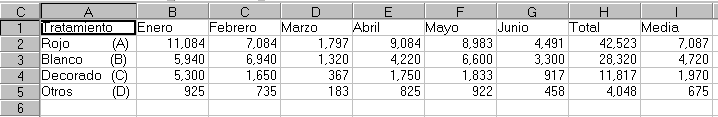 C A B C D E F G H I
1 Tratamiento Enero Febrero Marzo Abril Mayo Junio Total Media
2 Rojo (A) 11,084 7,084 1,797 9,084 8,983 4,491 42,523 7,087
3 Blanco (B) 5,940 6,940 1,320 4,220 6,600 3,300 28,320 4,720
4 Decorado (C) 5,300 1,650 367 1,750 1,833 917 11,817 1,970
5 Otros (D) 925 735 183 825 922 458 4,048 675
6